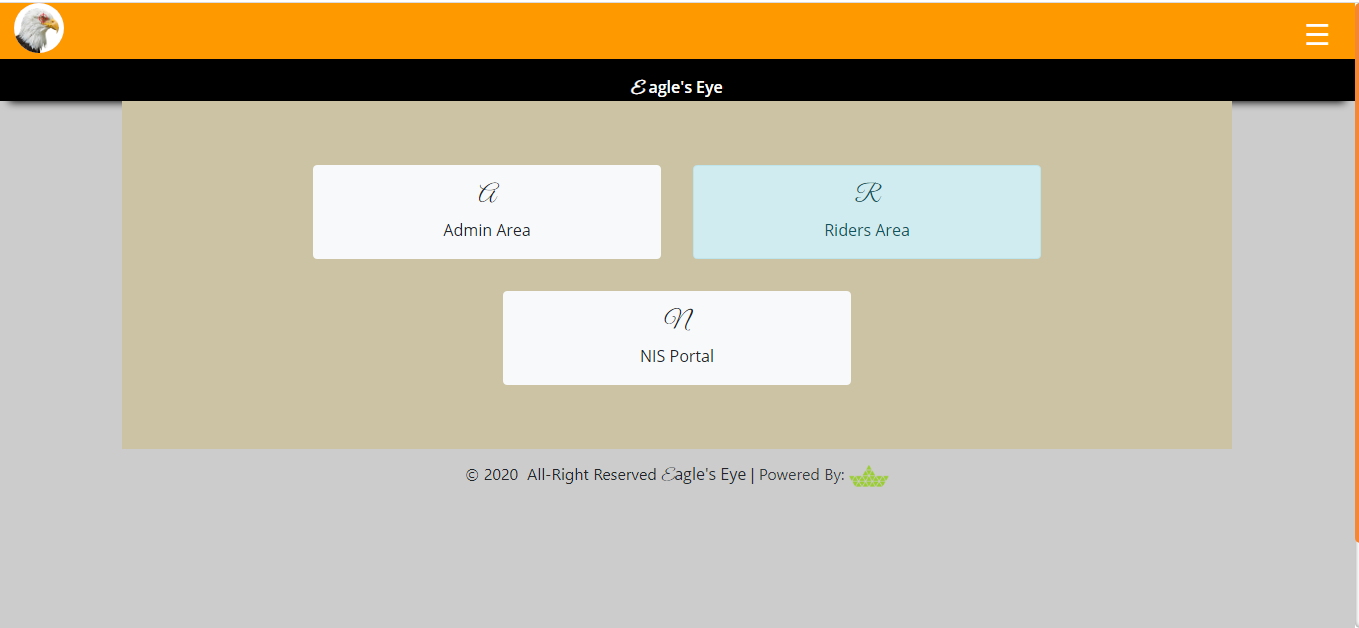 Eagle's Eye
A
Admin Area
R
Riders Area
N
NIS Portal
© 2020 All-Right Reserved Eagle's Eye | Powered By: